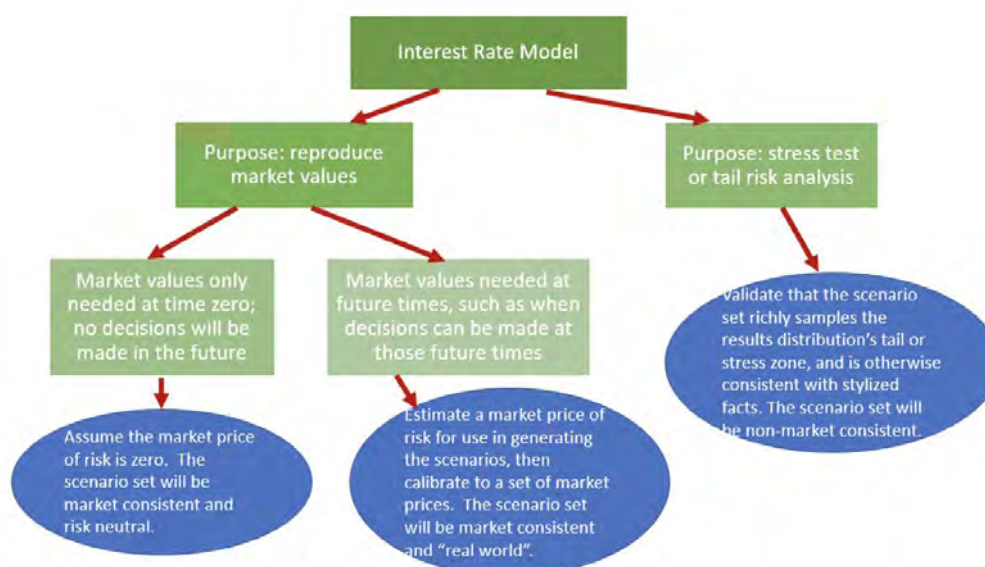 Interest Rate Model
Purpose: reproduce
market values
Purpose: stress test
or tail risk analysis
Market values only
needed at time zero;
no decisions will be
made in the future
Market values needed at
future times, such as when
decisions can be made at
those future times
Validate that the scenario
set richly samples the
results distribution's tail or
stress zone, and is otherwise
consistent with stylized
facts. The scenario set will
be non-market consistent.
Assume the market price
of risk is zero. The
scenario set will be
market consistent and
risk neutral.
Estimate a market price of
risk for use in generating
the scenarios, then
calibrate to a set of market
prices. The scenario set
will be market consistent
and “real world”.